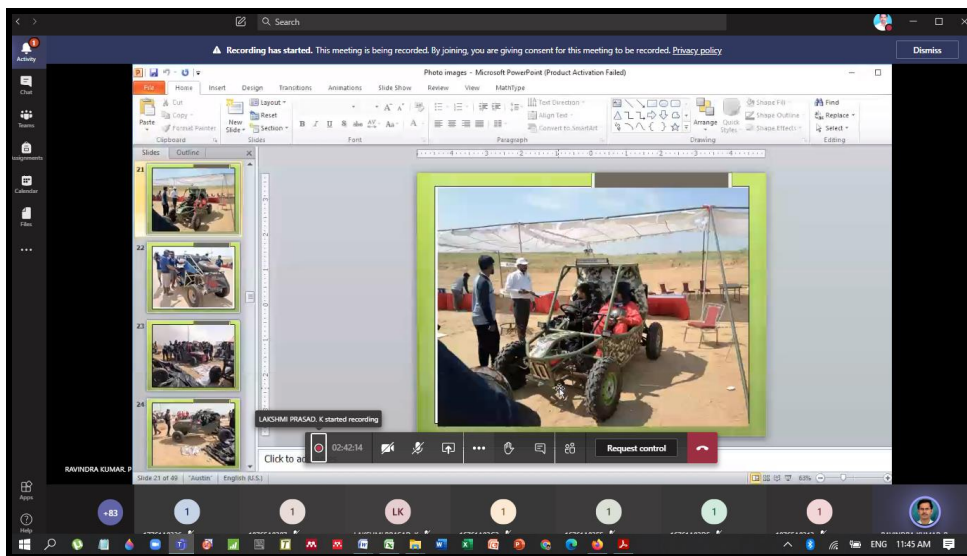 Search
Recording has started. This meeting is being recorded. By joining, you are giving consent for this meeting to be recorded. Privacy policy
Dismiss
Activity
Chat
Teams
Assignments
Calendar
Files
Apps
Help
Photo images - Microsoft PowerPoint (Product Activation Failed)
File Home Insert Design Transitions Animations Slide Show Review View MathType
Paste
Cut
Copy
Format Painter
Clipboard
New Slide
Layout
Reset
Section
Slides
Font
Text Direction
Align Text
Convert to SmartArt
Paragraph
Arrange
Quick Styles
Shape Fill
Shape Outline
Shape Effects
Drawing
Find
Replace
Select
Editing
Slides Outline
21
22
23
24
LAKSHMI PRASAD. K started recording
02:42:14
Request control
Click to ad
RAVINDRA KUMAR. P
Slide 21 of 48 "Austin" English (U.S.)
63%
+83
1
1
LK
1
1
1
1
ENG 11:45 AM